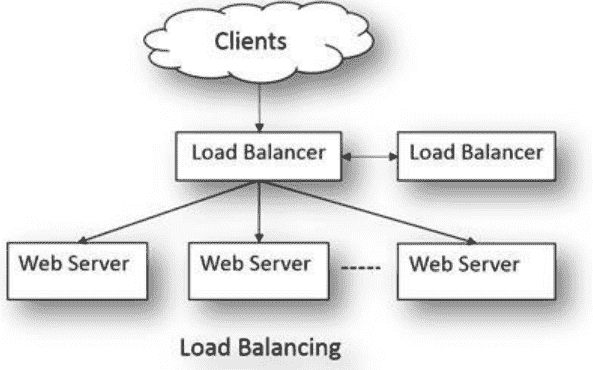 Clients
Load Balancer
Load Balancer
Web Server
Web Server
Web Server
Load Balancing